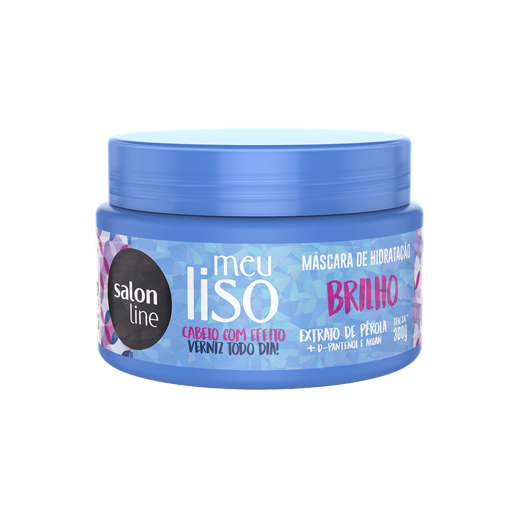 salon
line
meu
liso
CABELO COM EFEITO
VERNIZ TODO DIA!
MÁSCARA DE HIDRATAÇÃO
BRILHO
EXTRATO DE PÉROLA
+ D-PANTENOL E ARGAN
300g